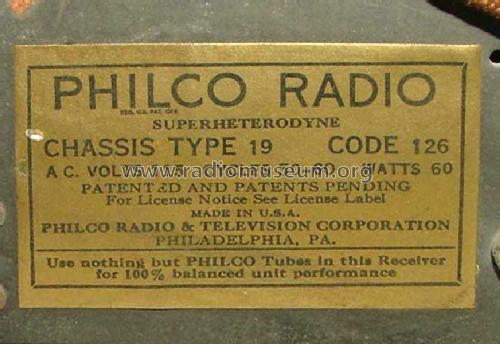 PHILCO RADIO
REG. U.S. PAT. OFF.
SUPERHETERODYNE
CHASSIS TYPE 19 CODE 126
A C. VOLTS 115 CYCLES 50-60 WATTS 60
www.radiomuseum.org
PATENTED AND PATENTS PENDING
For License Notice See License Label
MADE IN U.S.A.
PHILCO RADIO & TELEVISION CORPORATION
PHILADELPHIA, PA.
Use nothing but PHILCO Tubes in this Receiver
for 100% balanced unit performance